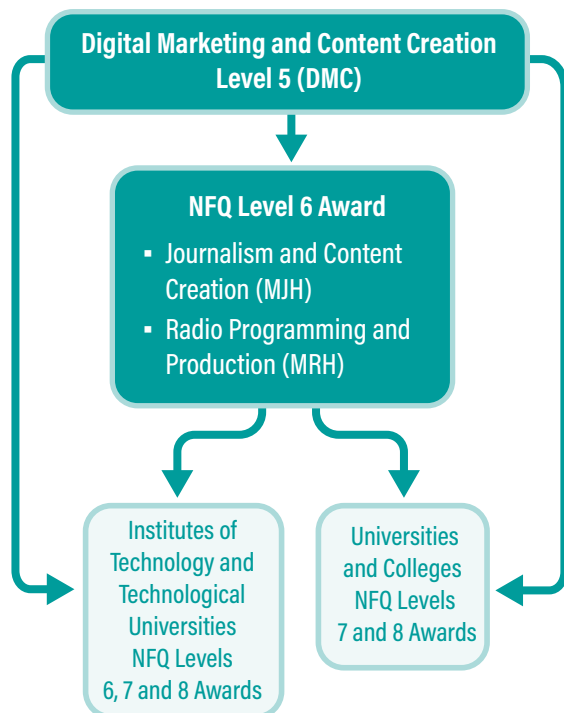 Digital Marketing and Content Creation
Level 5 (DMC)
NFQ Level 6 Award
▪ Journalism and Content
Creation (MJH)
▪ Radio Programming and
Production (MRH)
Institutes of
Technology and
Technological
Universities
NFQ Levels
6, 7 and 8 Awards
Universities
and Colleges
NFQ Levels
7 and 8 Awards